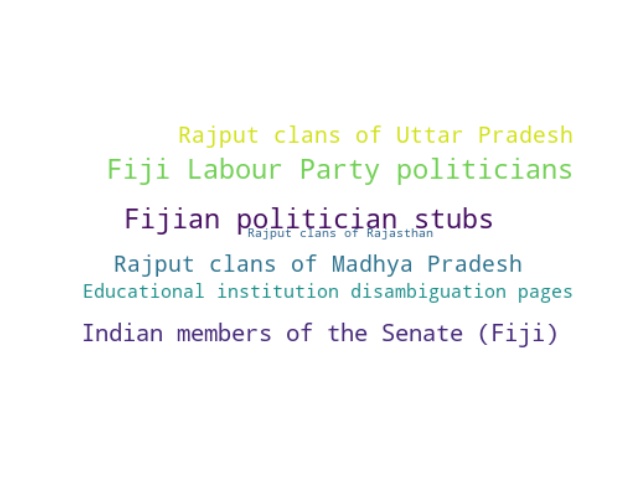 Rajput clans of Uttar Pradesh
Fiji Labour Party politicians
Fijian politician stubs
Rajput clans of Rajasthan
Rajput clans of Madhya Pradesh
Educational institution disambiguation pages
Indian members of the Senate (Fiji)